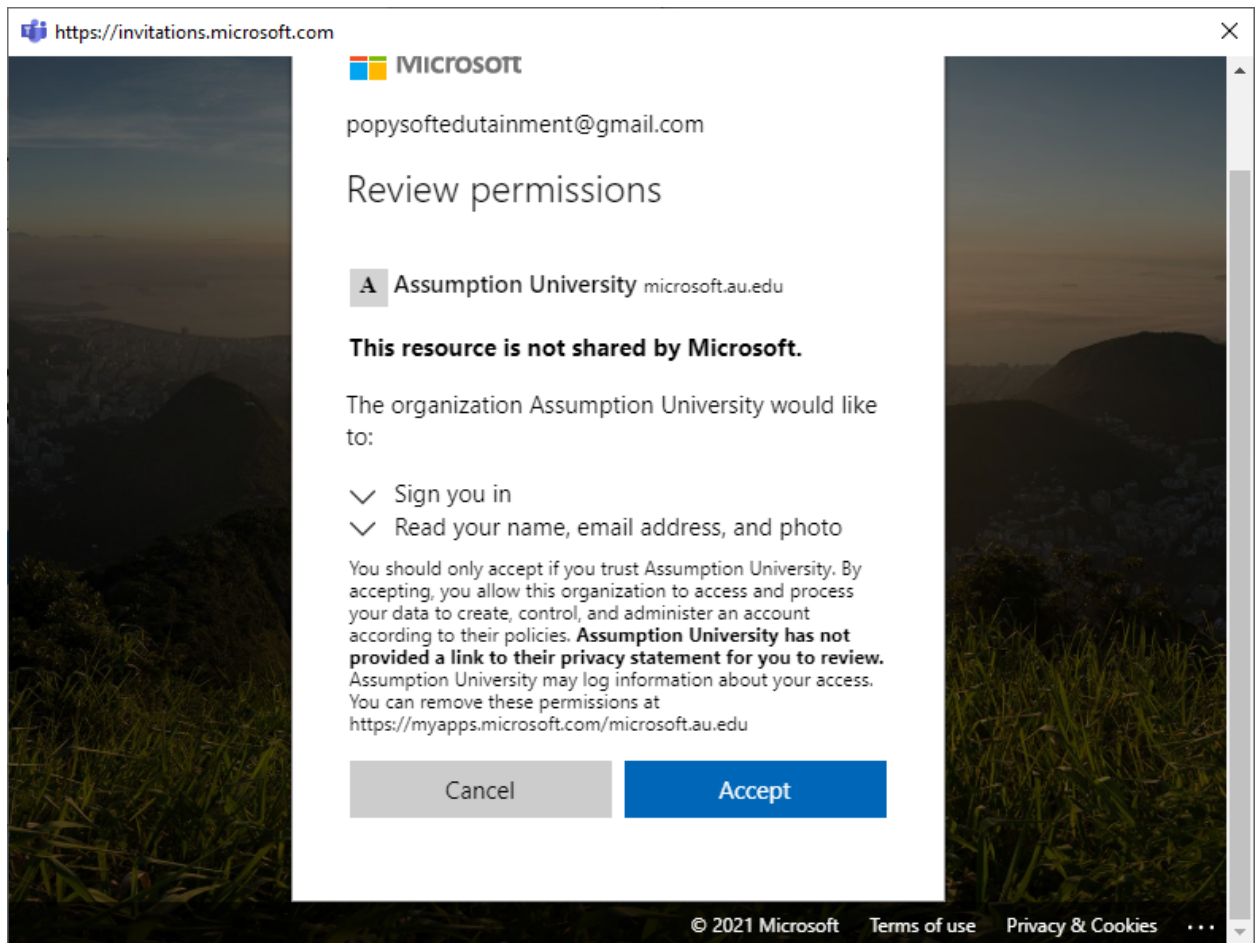 https://invitations.microsoft.com
Microsoft
popysoftedutainment@gmail.com
Review permissions
A Assumption University microsoft.au.edu
This resource is not shared by Microsoft.
The organization Assumption University would like
to:
Sign you in
Read your name, email address, and photo
You should only accept if you trust Assumption University. By
accepting, you allow this organization to access and process
your data to create, control, and administer an account
according to their policies. Assumption University has not
provided a link to their privacy statement for you to review.
Assumption University may log information about your access.
You can remove these permissions at
https://myapps.microsoft.com/microsoft.au.edu
Cancel Accept
© 2021 Microsoft Terms of use Privacy & Cookies ...